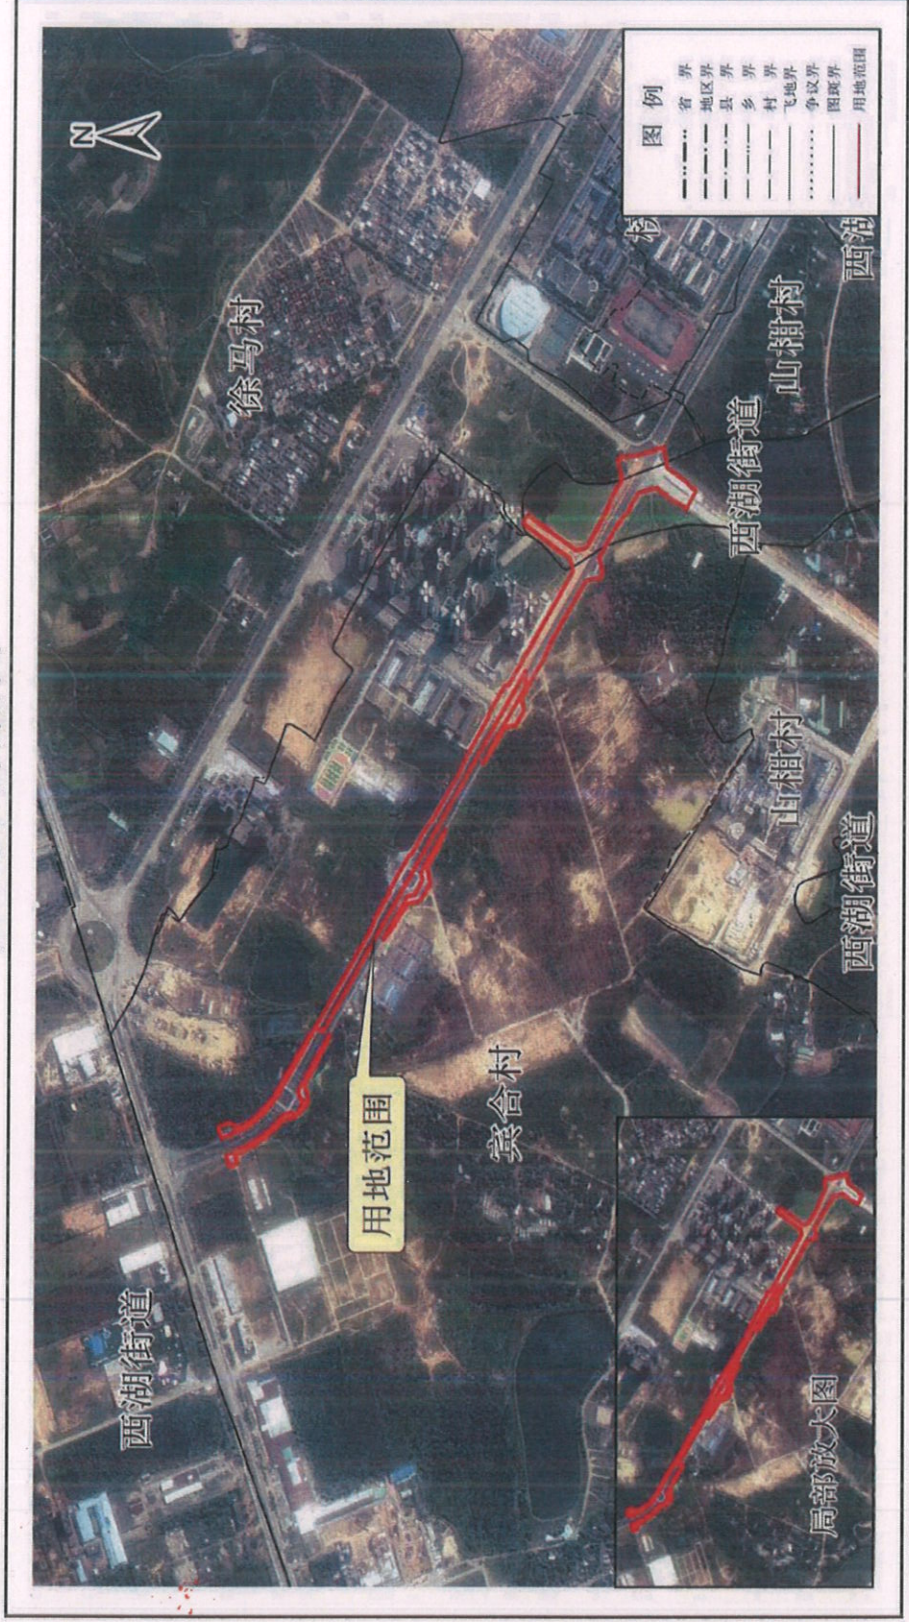 N
图 例
省 界
地区界
县 界
乡 界
村 界
飞地界
争议界
图斑界
用地范围
徐马村
山柑村
西湖街道
山柑村
西湖街道
用地范围
宾合村
西湖街道
局部放大图